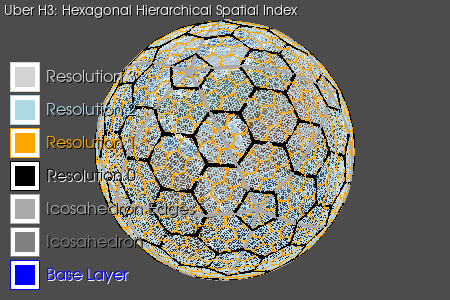 Uber H3: Hexagonal Hierarchical Spatial Index
Resolution 3
Resolution 2
Resolution 1
Resolution 0
Icosahedron Edges
Icosahedron
Base Layer